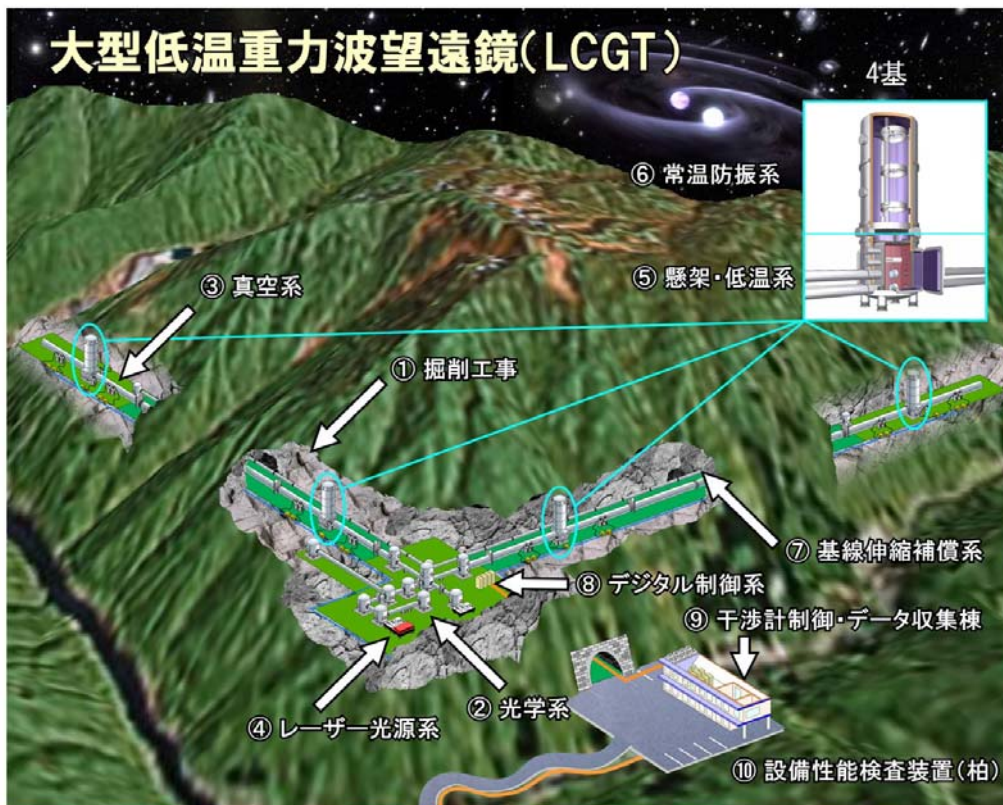 大型低温重力波望遠鏡(LCGT)
4基
⑥ 常温防振系
⑤ 懸架・低温系
③ 真空系
① 掘削工事
⑦ 基線伸縮補償系
⑧ デジタル制御系
⑨ 干渉計制御・データ収集棟
② 光学系
④ レーザー光源系
⑩ 設備性能検査装置(柏)